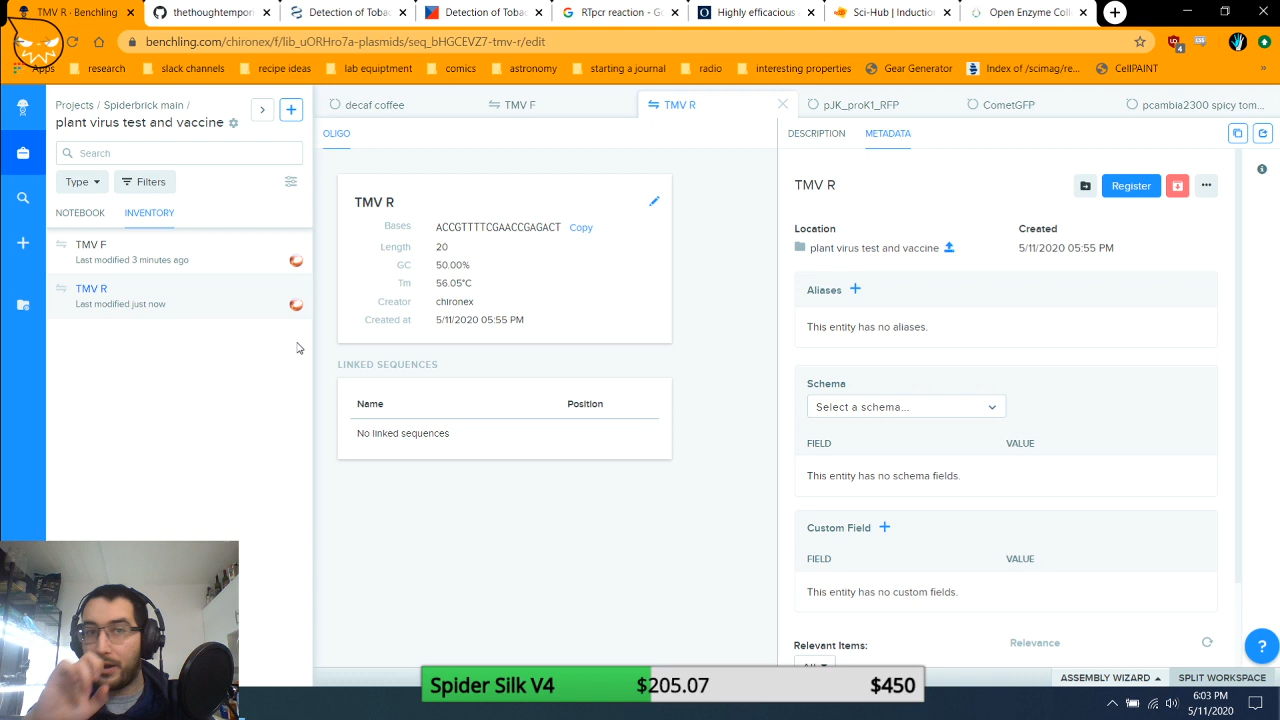 TMV R · Benchling
thethoughtempor
Detection of Tobac
Detection of Tobac
RTpcr reaction - Go
Highly efficacious
Sci-Hub | Induction
Open Enzyme Coll
benchling.com/chironex/f/lib_uORHro7a-plasmids/seq_bHGCEVZ7-tmv-r/edit
4
Apps
research
slack channels
recipe ideas
lab equiptment
comics
astronomy
starting a journal
radio
interesting properties
Gear Generator
Index of /scimag/re...
CellPAINT
»
Projects / Spiderbrick main /
plant virus test and vaccine
decaf coffee
TMV F
TMV R
pJK_proK1_RFP
CometGFP
pcambia2300 spicy tom...
Search
OLIGO
DESCRIPTION
METADATA
Type
Filters
NOTEBOOK
INVENTORY
TMV F
Last modified 3 minutes ago
TMV R
Last modified just now
TMV R
Bases ACCGTTTTCGAACCGAGACT Copy
Length 20
GC 50.00%
Tm 56.05°C
Creator chironex
Created at 5/11/2020 05:55 PM
LINKED SEQUENCES
Name Position
No linked sequences
TMV R
Register
Location
Created
plant virus test and vaccine
5/11/2020 05:55 PM
Aliases
This entity has no aliases.
Schema
Select a schema...
FIELD VALUE
This entity has no schema fields.
Custom Field
FIELD VALUE
This entity has no custom fields.
Relevant Items:
Relevance
?
ASSEMBLY WIZARD
SPLIT WORKSPACE
Spider Silk V4 $205.07 $450
6:03 PM
5/11/2020